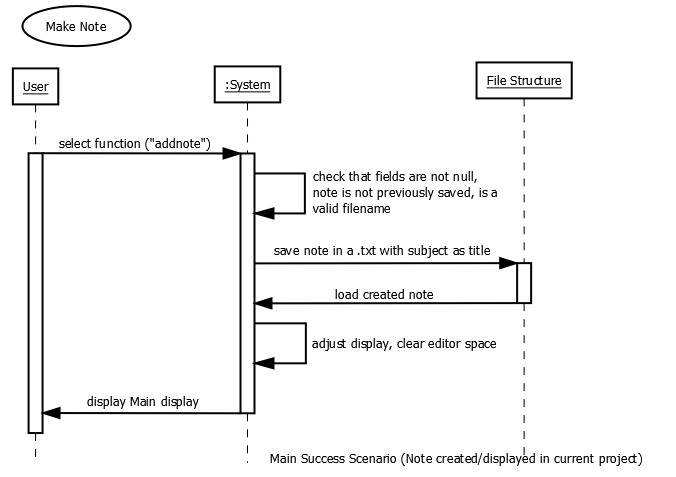 Make Note
User
:System
File Structure
select function ("addnote")
check that fields are not null,
note is not previously saved, is a
valid filename
save note in a .txt with subject as title
load created note
adjust display, clear editor space
display Main display
Main Success Scenario (Note created/displayed in current project)